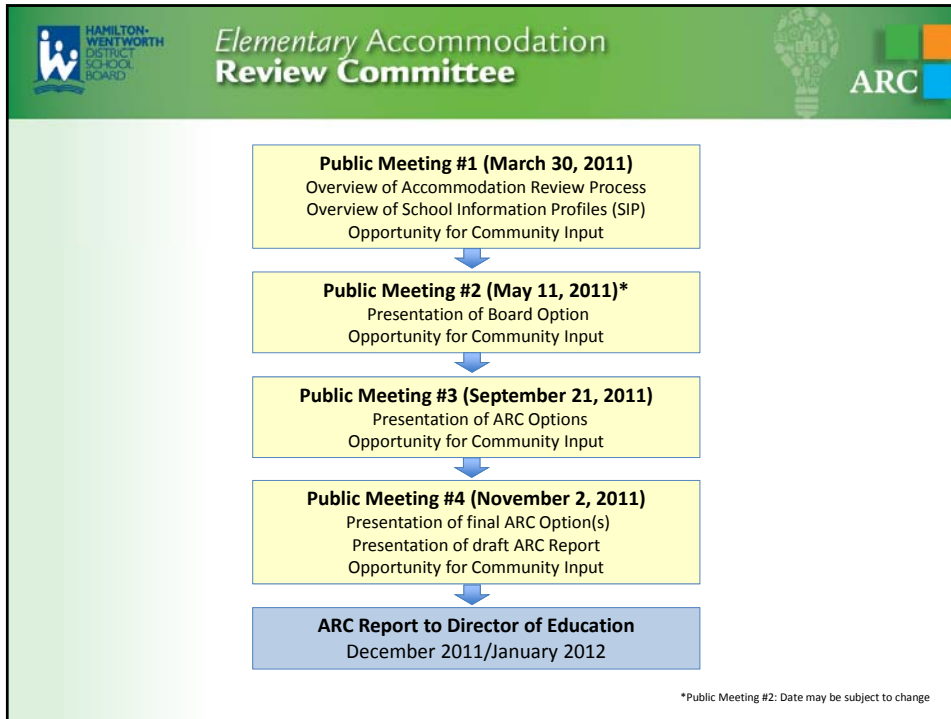 HAMILTON-
WENTWORTH
DISTRICT
SCHOOL
BOARD
Elementary Accommodation
Review Committee
ARC
Public Meeting #1 (March 30, 2011)
Overview of Accommodation Review Process
Overview of School Information Profiles (SIP)
Opportunity for Community Input
Public Meeting #2 (May 11, 2011)*
Presentation of Board Option
Opportunity for Community Input
Public Meeting #3 (September 21, 2011)
Presentation of ARC Options
Opportunity for Community Input
Public Meeting #4 (November 2, 2011)
Presentation of final ARC Option(s)
Presentation of draft ARC Report
Opportunity for Community Input
ARC Report to Director of Education
December 2011/January 2012
*Public Meeting #2: Date may be subject to change